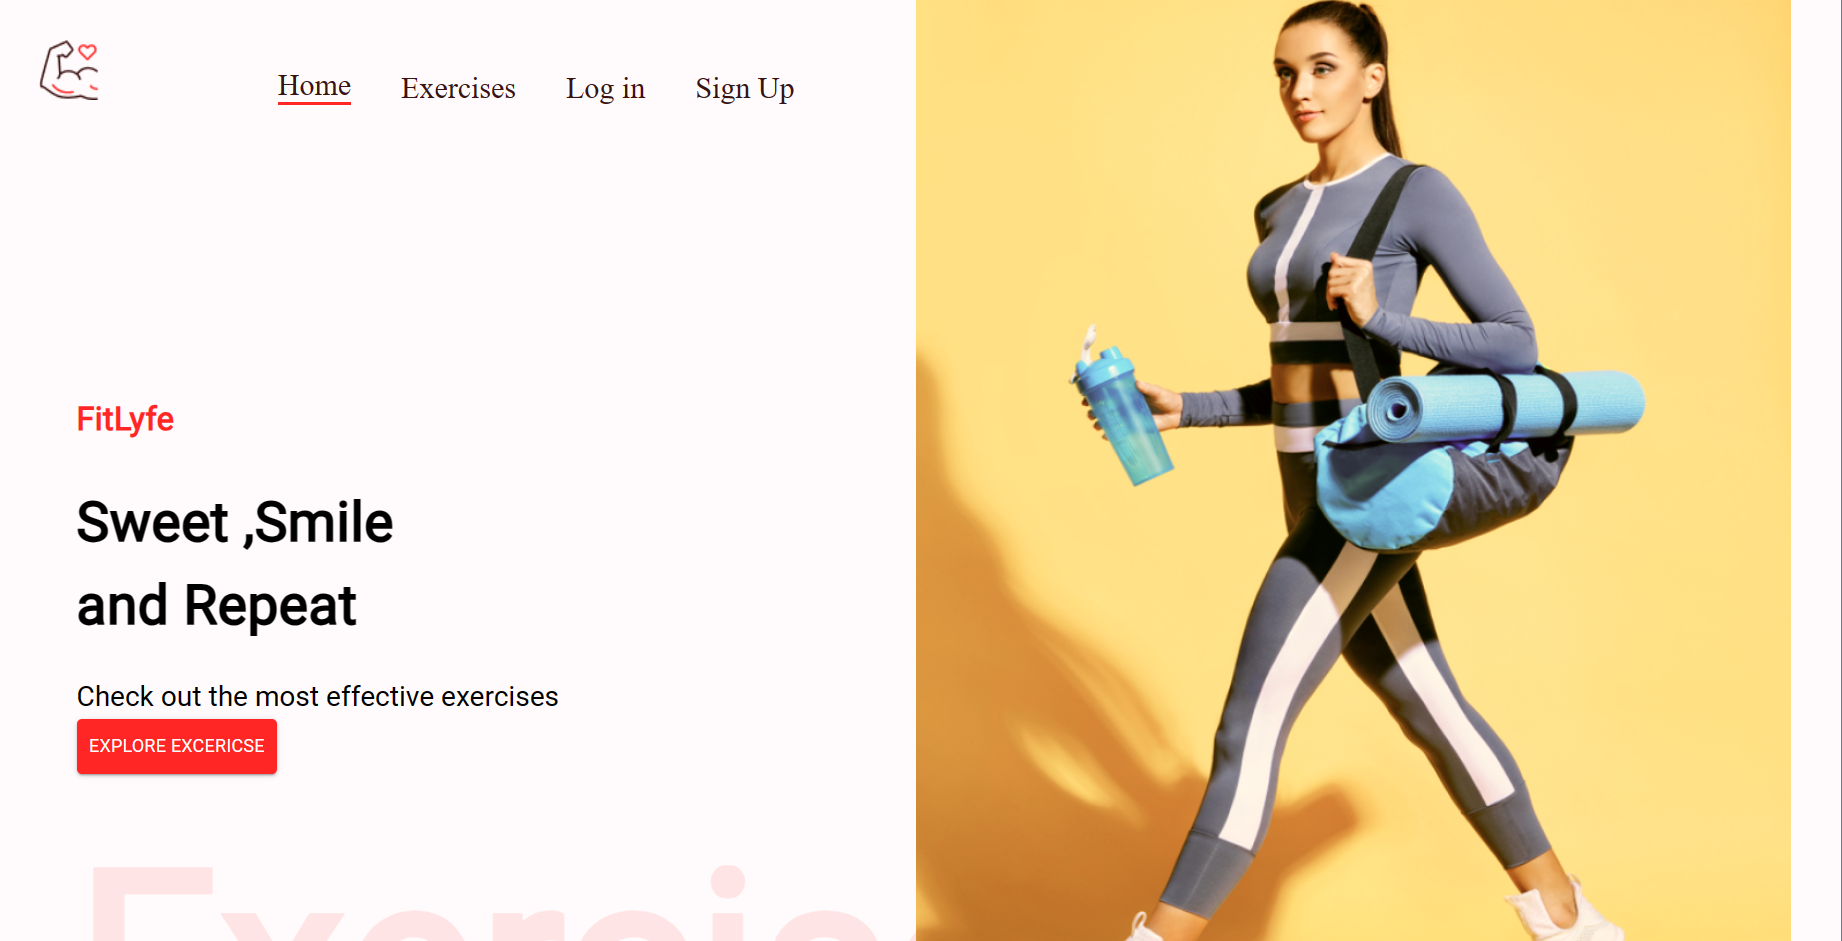 Home Exercises Log in Sign Up
FitLyfe
Sweet ,Smile
and Repeat
Check out the most effective exercises
EXPLORE EXCERICSE
Exercis